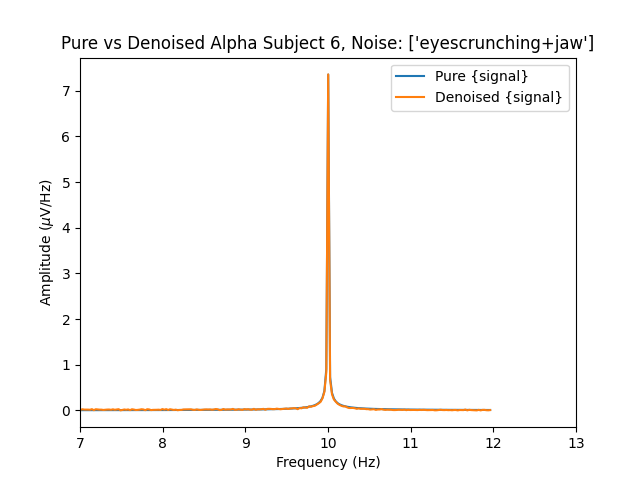 Pure vs Denoised Alpha Subject 6, Noise: ['eyescrunching+jaw']
Pure {signal}
Denoised {signal}
Amplitude (μV/Hz)
7
6
5
4
3
2
1
0
7 8 9 10 11 12 13
Frequency (Hz)